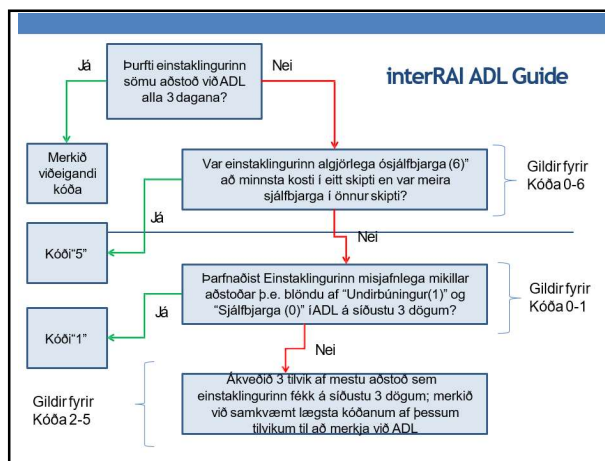 interRAI ADL Guide
Já
Þurfti einstaklingurinn
sömu aðstoð við ADL
alla 3 dagana?
Nei
Merkið
viðeigandi
kóða
Var einstaklingurinn algjörlega ósjálfbjarga (6)"
að minnsta kosti í eitt skipti en var meira
sjálfbjarga í önnur skipti?
Gildir fyrir
Kóða 0-6
Já
Nei
Kóði"5"
Þarfnaðist Einstaklingurinn misjafnlega mikillar
aðstoðar þ.e. blöndu af "Undirbúningur(1)" og
"Sjálfbjarga (0)" íADL á síðustu 3 dögum?
Gildir fyrir
Kóða 0-1
Já
Kóði"1"
Nei
Gildir fyrir
Kóða 2-5
Ákveðið 3 tilvik af mestu aðstoð sem
einstaklingurinn fékk á síðustu 3 dögum; merkið
við samkvæmt lægsta kóðanum af þessum
tilvikum til að merkja við ADL